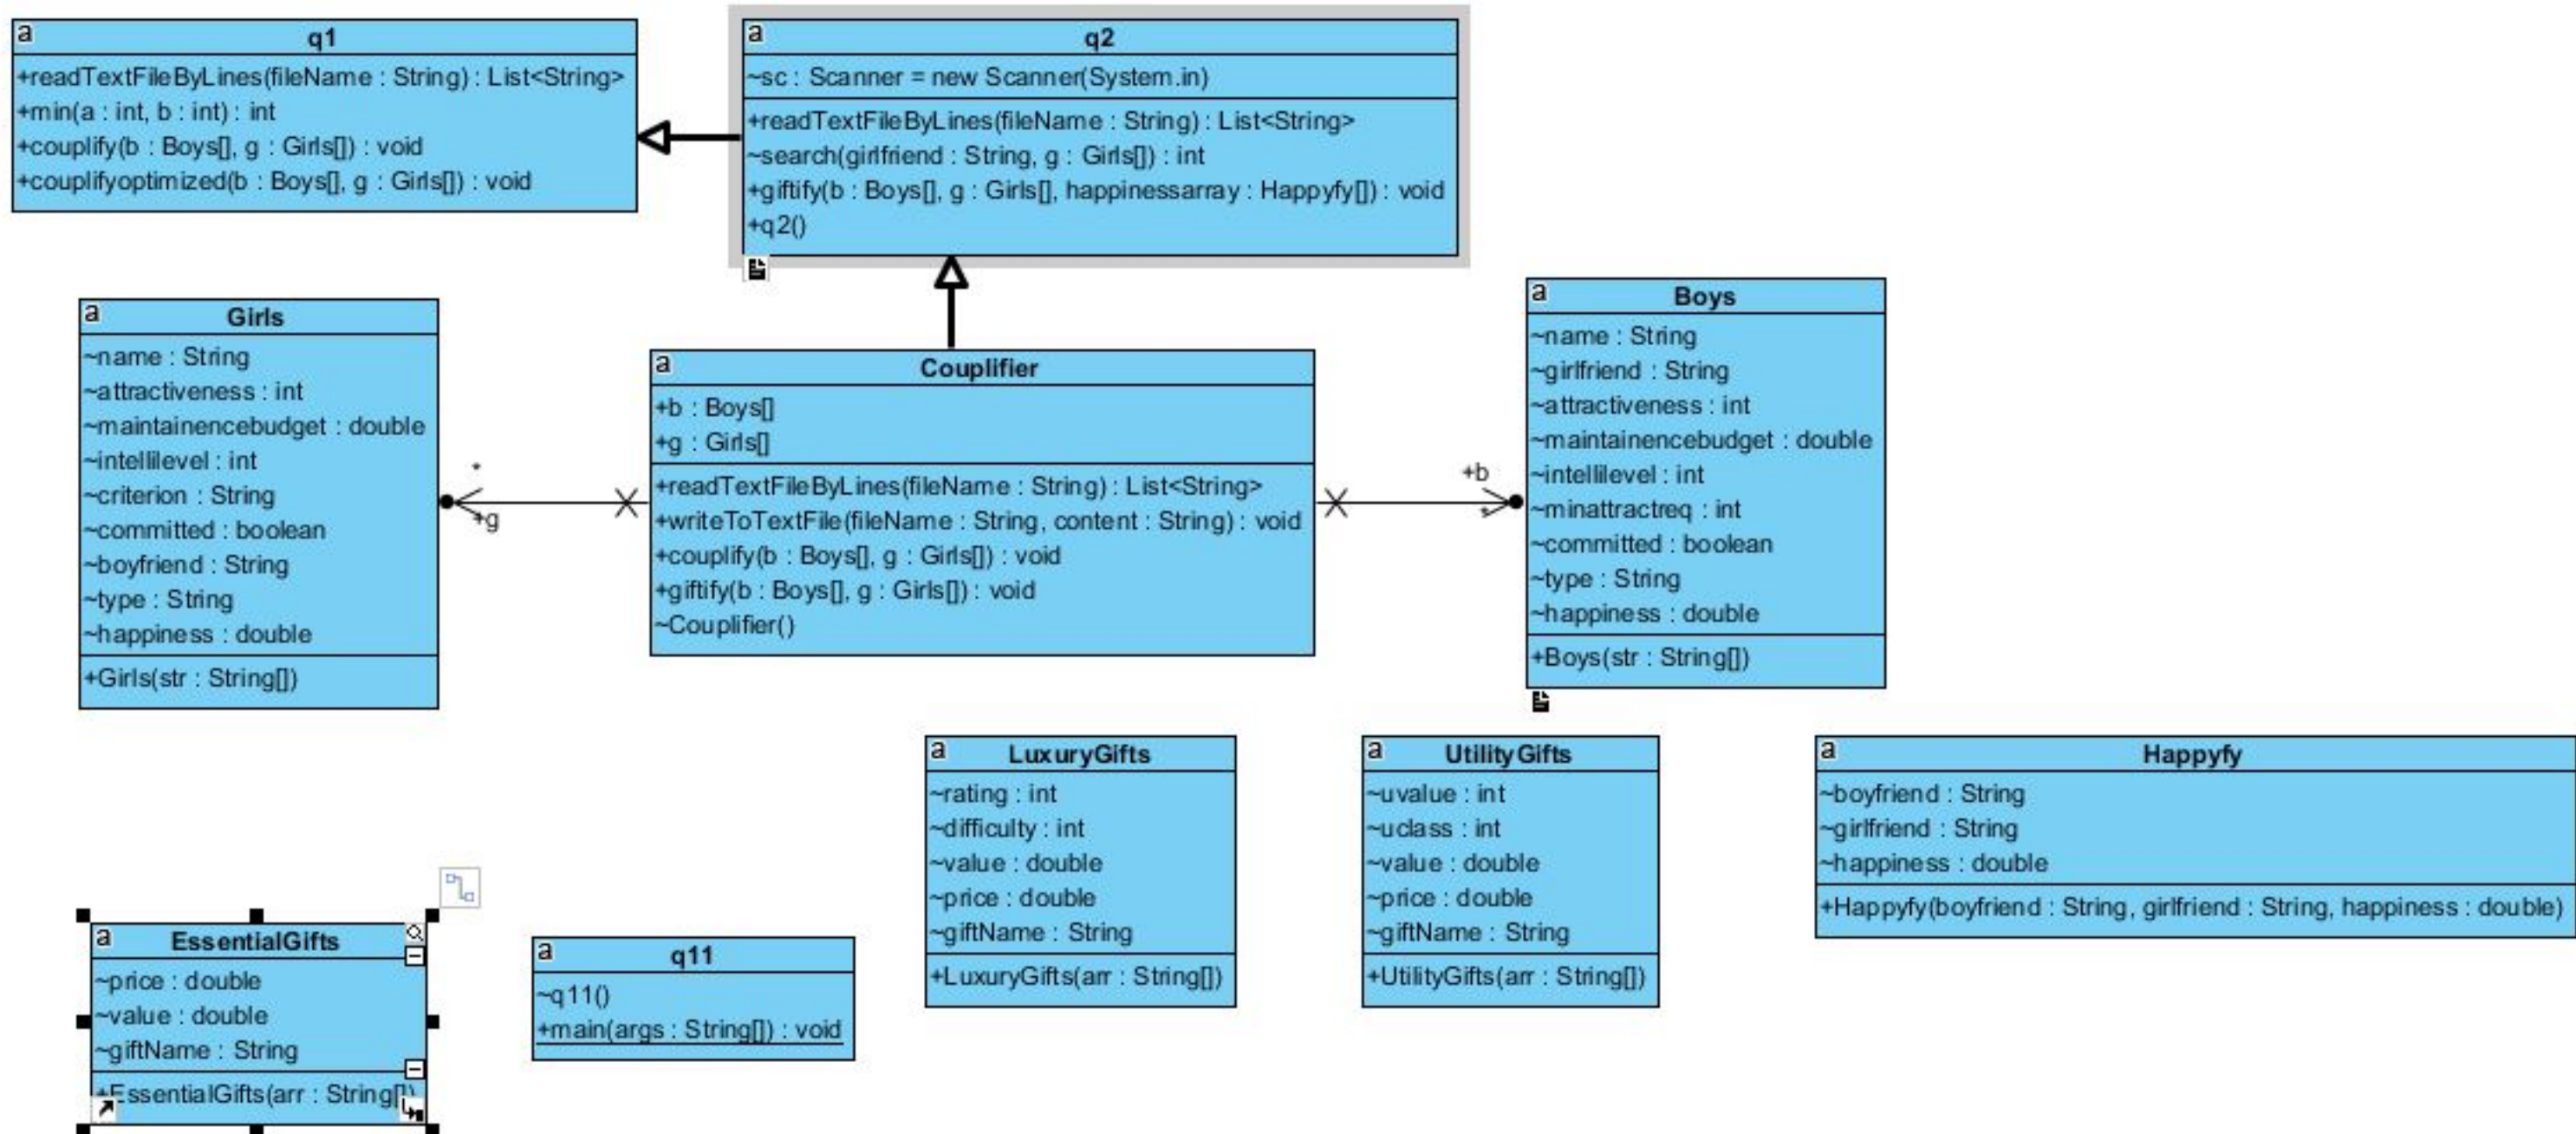 a
q1
+readTextFileByLines(fileName : String) : List<String>
+min(a : int, b : int) : int
+couplify(b : Boys[], g : Girls[]) : void
+couplifyoptimized(b : Boys[], g : Girls[]) : void
a
q2
~sc : Scanner = new Scanner(System.in)
+readTextFileByLines(fileName : String) : List<String>
~search(girlfriend : String, g : Girls[]) : int
+giftify(b : Boys[], g : Girls[], happinessarray : Happyfy[]) : void
+q2()
a
Girls
~name : String
~attractiveness : int
~maintainencebudget : double
~intellilevel : int
~criterion : String
~committed : boolean
~boyfriend : String
~type : String
~happiness : double
+Girls(str : String[])
*
+g
a
Couplifier
+b : Boys[]
+g : Girls[]
+readTextFileByLines(fileName : String) : List<String>
+writeToTextFile(fileName : String, content : String) : void
+couplify(b : Boys[], g : Girls[]) : void
+giftify(b : Boys[], g : Girls[]) : void
~Couplifier()
+b
*
a
Boys
~name : String
~girlfriend : String
~attractiveness : int
~maintainencebudget : double
~intellilevel : int
~minattractreq : int
~committed : boolean
~type : String
~happiness : double
+Boys(str : String[])
a
LuxuryGifts
~rating : int
~difficulty : int
~value : double
~price : double
~giftName : String
+LuxuryGifts(arr : String[])
a
UtilityGifts
~uvalue : int
~uclass : int
~value : double
~price : double
~giftName : String
+UtilityGifts(arr : String[])
a
Happyfy
~boyfriend : String
~girlfriend : String
~happiness : double
+Happyfy(boyfriend : String, girlfriend : String, happiness : double)
a
EssentialGifts
~price : double
~value : double
~giftName : String
+EssentialGifts(arr : String[])
a
q11
~q11()
+main(args : String[]) : void